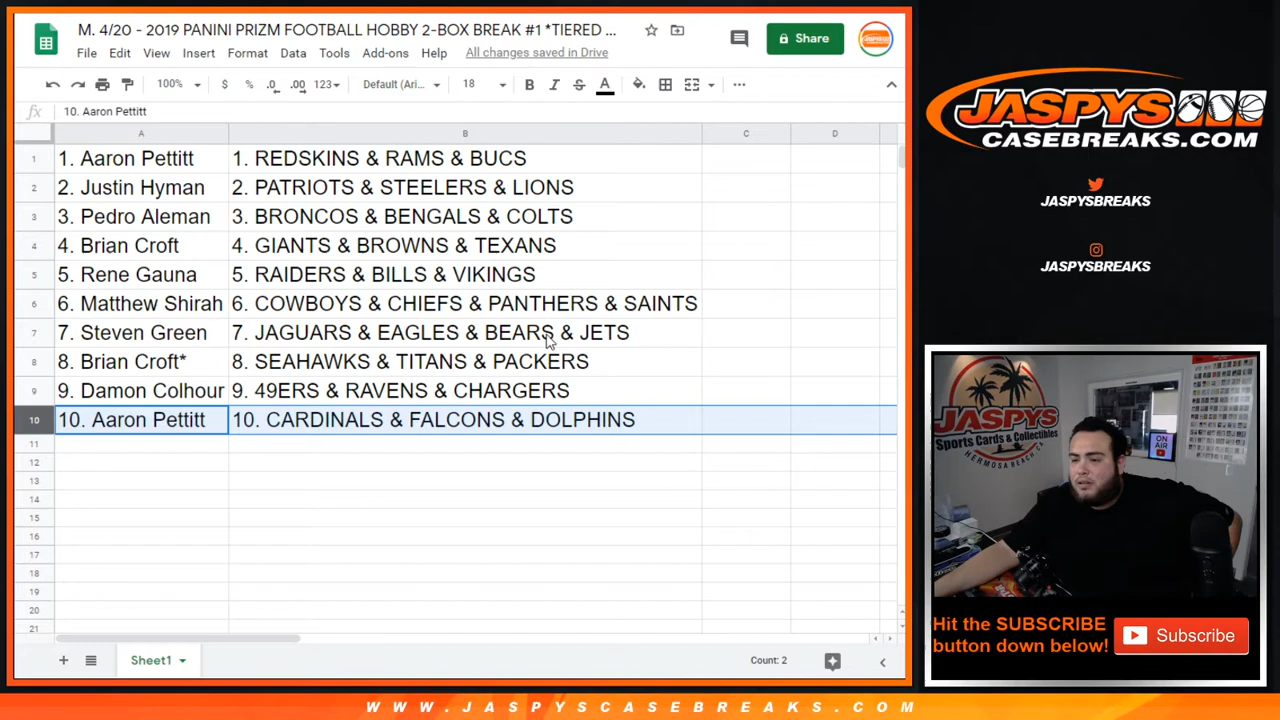 M. 4/20 - 2019 PANINI PRIZM FOOTBALL HOBBY 2-BOX BREAK #1 *TIERED ...
File Edit View Insert Format Data Tools Add-ons Help All changes saved in Drive
Share
100% $ % .0 .00 123 Default (Ari... 18 B I S A
fx 10. Aaron Pettitt
A B C D
1 1. Aaron Pettitt 1. REDSKINS & RAMS & BUCS
2 2. Justin Hyman 2. PATRIOTS & STEELERS & LIONS
3 3. Pedro Aleman 3. BRONCOS & BENGALS & COLTS
4 4. Brian Croft 4. GIANTS & BROWNS & TEXANS
5 5. Rene Gauna 5. RAIDERS & BILLS & VIKINGS
6 6. Matthew Shirah 6. COWBOYS & CHIEFS & PANTHERS & SAINTS
7 7. Steven Green 7. JAGUARS & EAGLES & BEARS & JETS
8 8. Brian Croft* 8. SEAHAWKS & TITANS & PACKERS
9 9. Damon Colhour 9. 49ERS & RAVENS & CHARGERS
10 10. Aaron Pettitt 10. CARDINALS & FALCONS & DOLPHINS
11
12
13
14
15
16
17
18
19
20
21
Sheet1
Count: 2
JASPYS
CASEBREAKS.COM
JASPYSBREAKS
JASPYSBREAKS
JASPYS
Sports Cards & Collectibles
HERMOSA BEACH, CA
ON
AIR
Hit the SUBSCRIBE
button down below!
Subscribe
WWW.JASPYSCASEBREAKS.COM